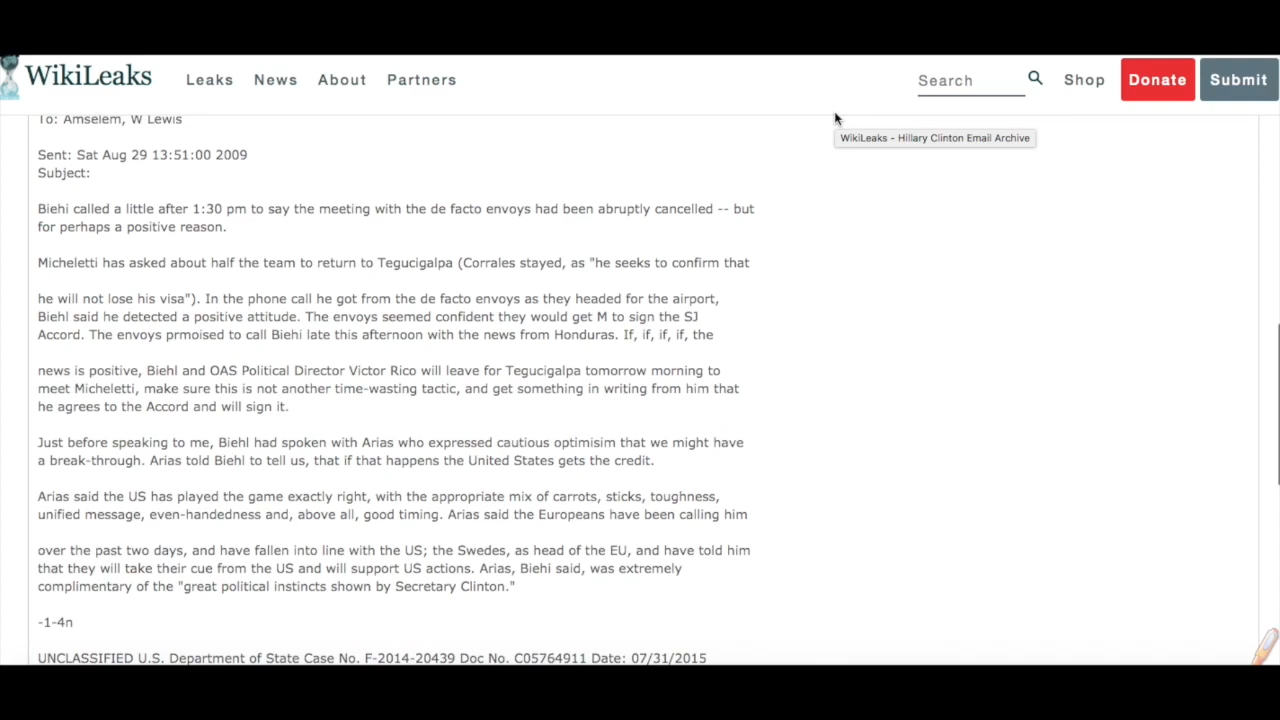 WikiLeaks Leaks News About Partners Search Shop Donate Submit
To: Amselem, W Lewis
WikiLeaks - Hillary Clinton Email Archive
Sent: Sat Aug 29 13:51:00 2009
Subject:
Biehi called a little after 1:30 pm to say the meeting with the de facto envoys had been abruptly cancelled -- but
for perhaps a positive reason.
Micheletti has asked about half the team to return to Tegucigalpa (Corrales stayed, as "he seeks to confirm that
he will not lose his visa"). In the phone call he got from the de facto envoys as they headed for the airport,
Biehl said he detected a positive attitude. The envoys seemed confident they would get M to sign the SJ
Accord. The envoys prmoised to call Biehi late this afternoon with the news from Honduras. If, if, if, if, the
news is positive, Biehl and OAS Political Director Victor Rico will leave for Tegucigalpa tomorrow morning to
meet Micheletti, make sure this is not another time-wasting tactic, and get something in writing from him that
he agrees to the Accord and will sign it.
Just before speaking to me, Biehl had spoken with Arias who expressed cautious optimisim that we might have
a break-through. Arias told Biehl to tell us, that if that happens the United States gets the credit.
Arias said the US has played the game exactly right, with the appropriate mix of carrots, sticks, toughness,
unified message, even-handedness and, above all, good timing. Arias said the Europeans have been calling him
over the past two days, and have fallen into line with the US; the Swedes, as head of the EU, and have told him
that they will take their cue from the US and will support US actions. Arias, Biehi said, was extremely
complimentary of the "great political instincts shown by Secretary Clinton."
-1-4n
UNCLASSIFIED U.S. Department of State Case No. F-2014-20439 Doc No. C05764911 Date: 07/31/2015